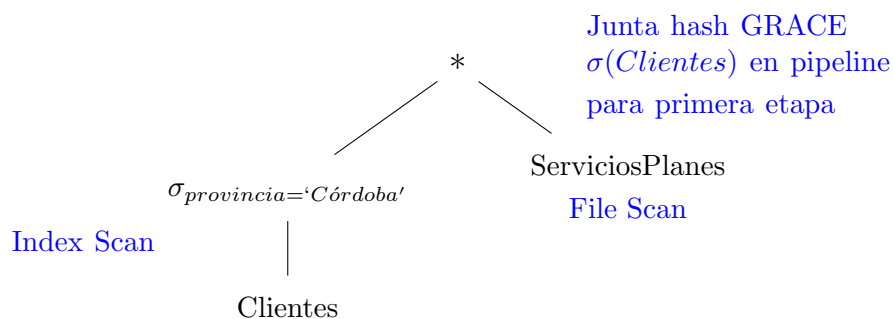 Junta hash GRACE
*
σ(Clientes) en pipeline
para primera etapa
ServiciosPlanes
σprovincia=‘Córdoba′
File Scan
Index Scan
Clientes